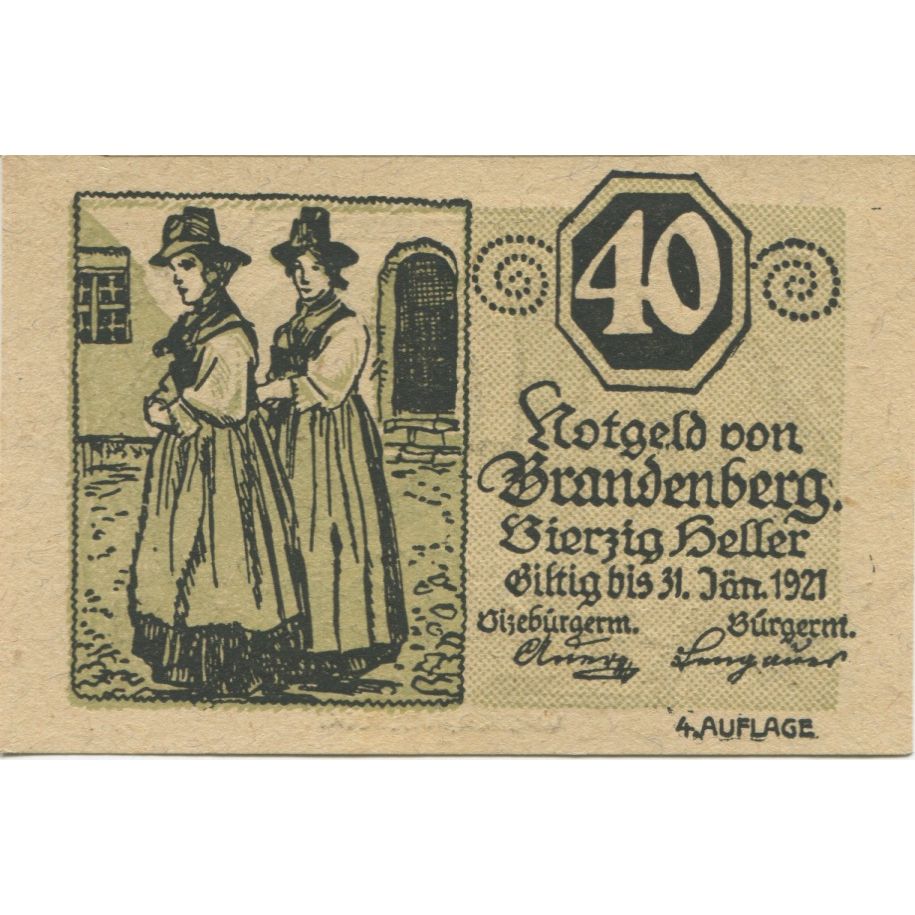 40
Notgeld von
Brandenberg.
Vierzig Heller
Giltig bis 31. Jän. 1921
Vizebürgerm. Bürgerm.
4. AUFLAGE